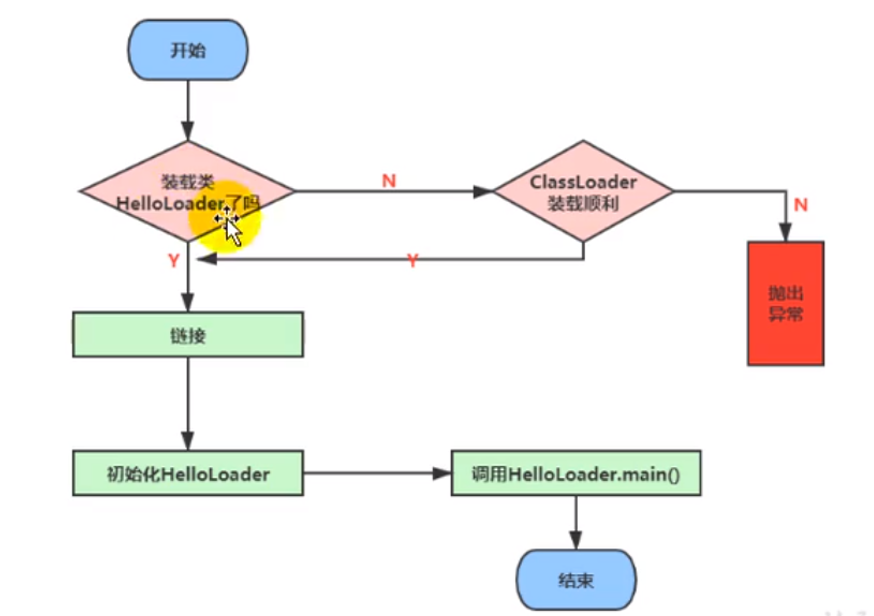 开始
装载类
HelloLoader了吗
N
ClassLoader
装载顺利
N
Y
Y
抛出
异常
链接
初始化HelloLoader
调用HelloLoader.main()
结束